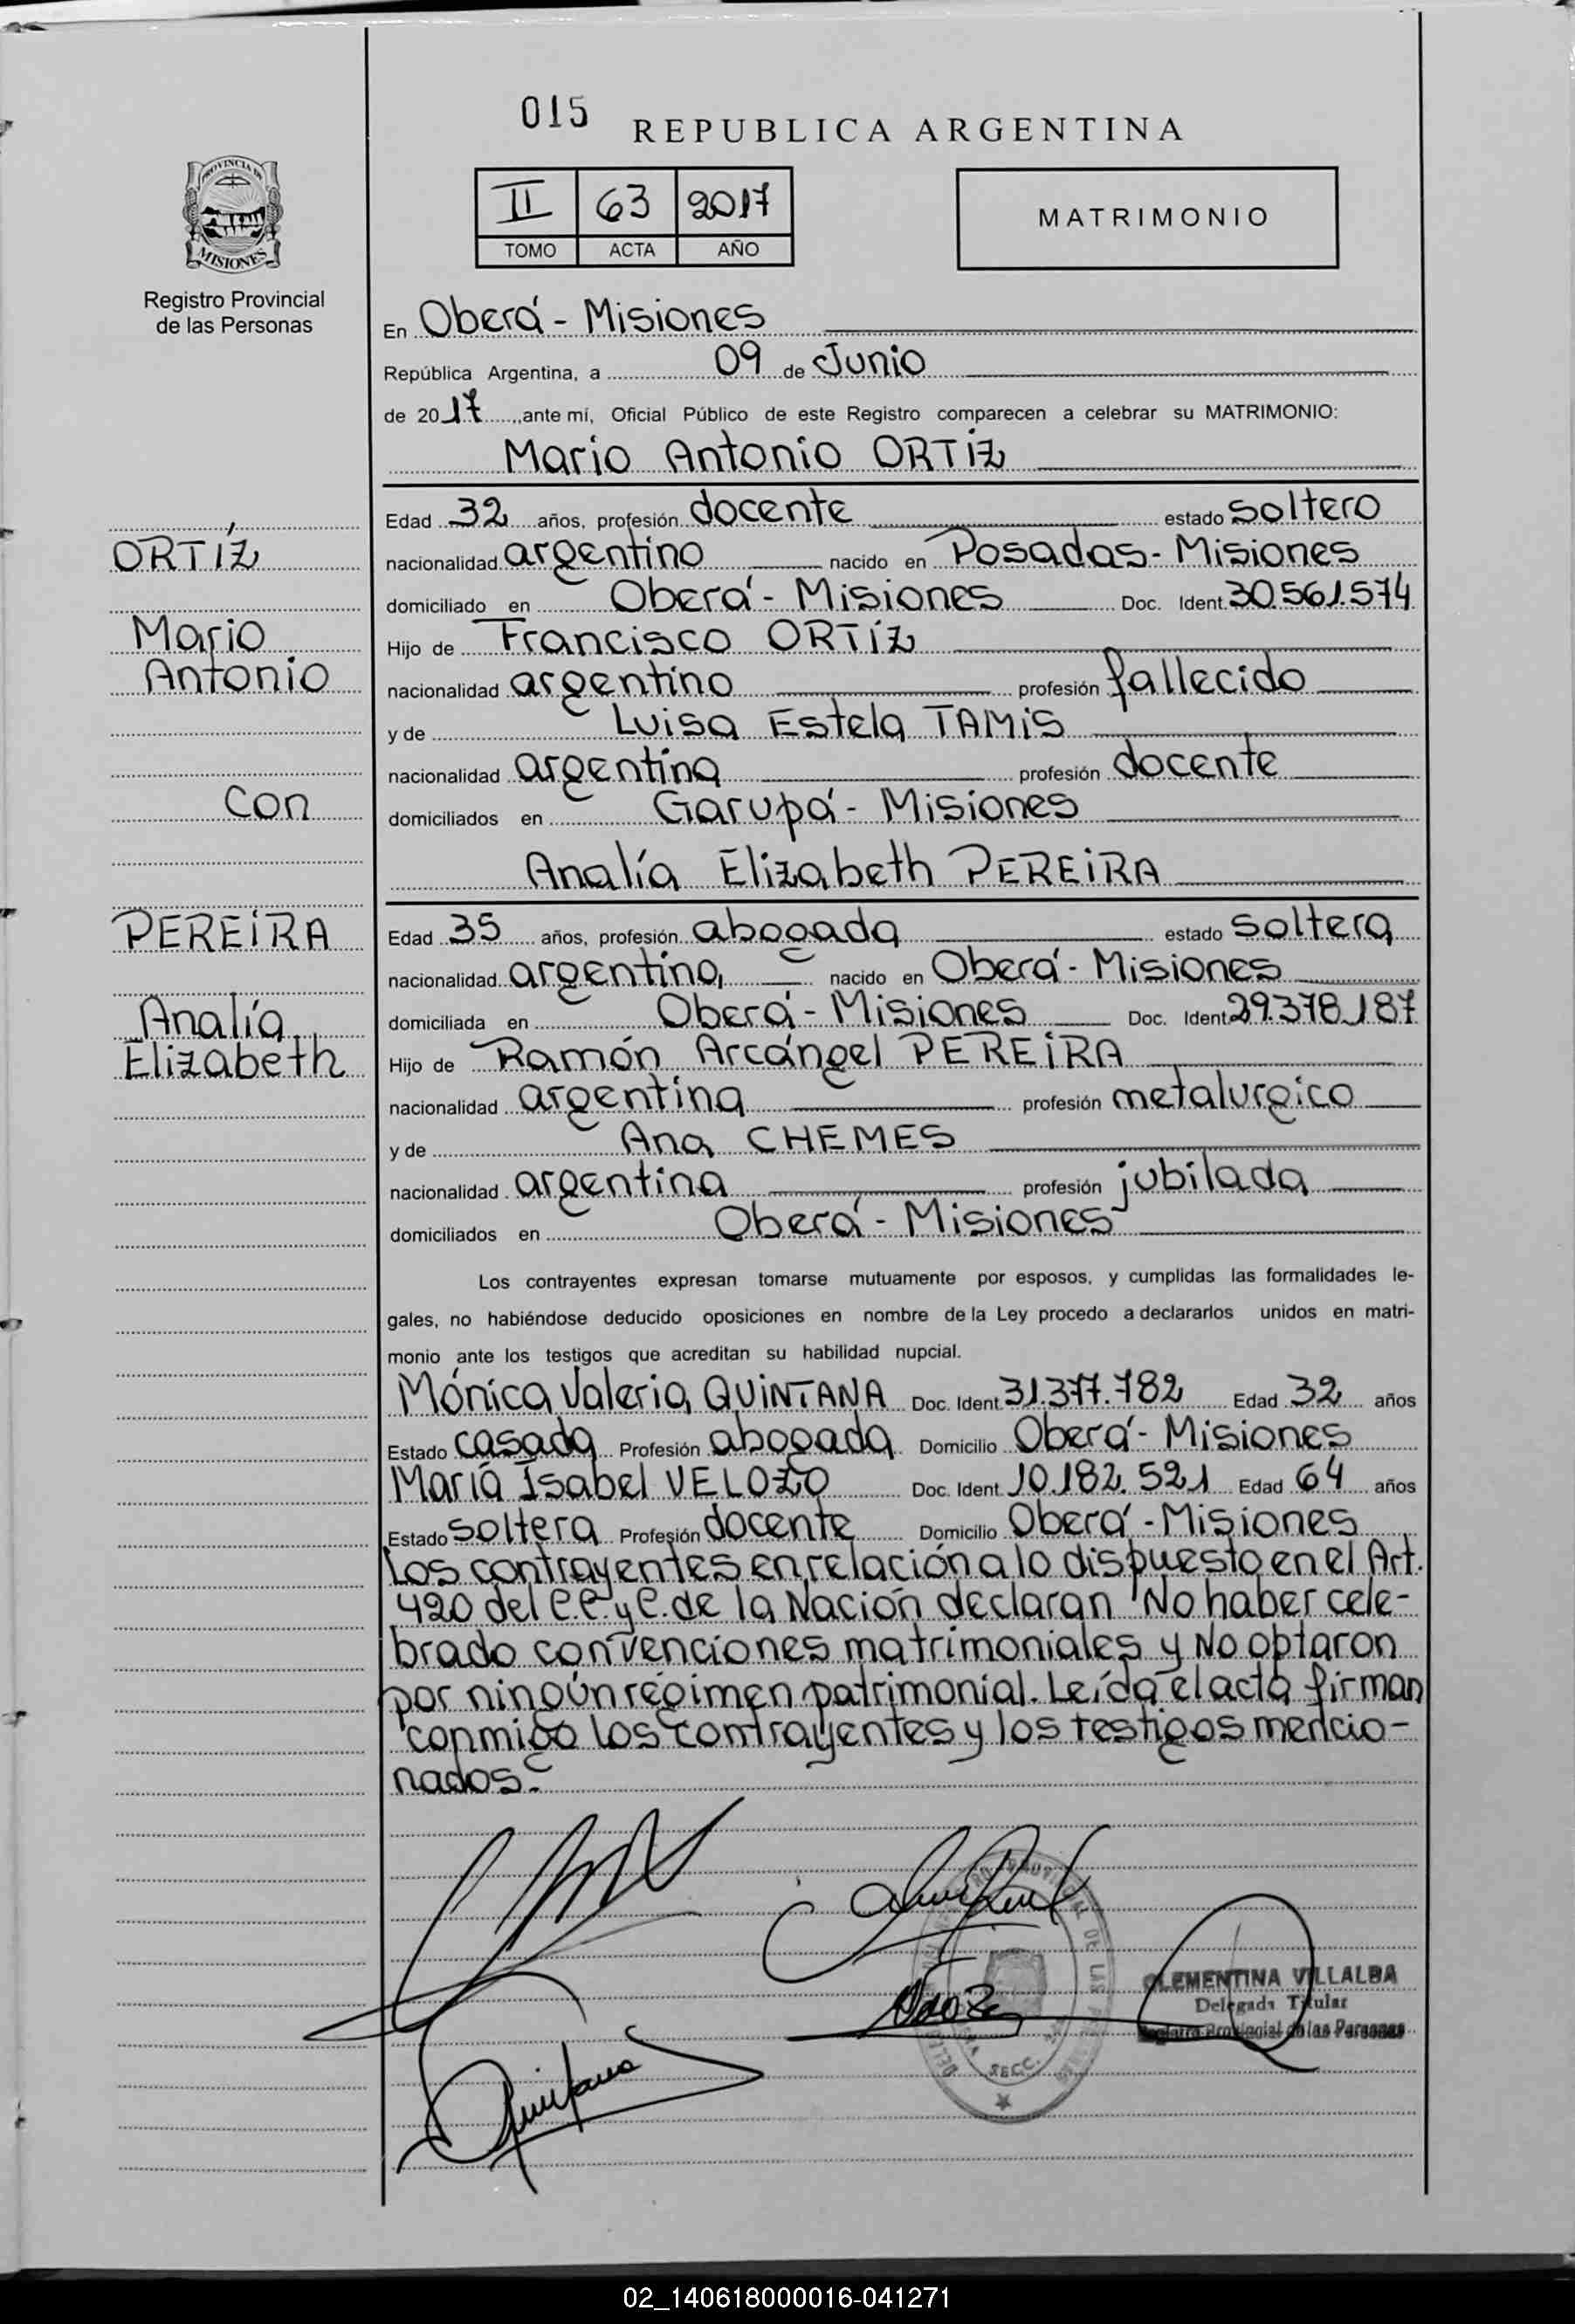 015
REPUBLICA ARGENTINA
PROVINCIA DE
MISIONES
Registro Provincial
de las Personas
II 63 2017
TOMO ACTA AÑO
MATRIMONIO
En Oberá - Misiones
República Argentina, a 09 de Junio
de 2017, ante mí, Oficial Público de este Registro comparecen a celebrar su MATRIMONIO:
Mario Antonio ORTIZ
Edad 32 años, profesión docente estado soltero
nacionalidad argentino nacido en Posadas - Misiones
domiciliado en Oberá - Misiones Doc. Ident. 30.561.574
Hijo de Francisco ORTÍZ
nacionalidad argentino profesión fallecido
y de Luisa Estela TAMIS
nacionalidad argentina profesión docente
domiciliados en Garupá - Misiones
ORTÍZ
Mario
Antonio
con
PEREIRA
Analía
Elizabeth
Analía Elizabeth PEREIRA
Edad 35 años, profesión abogada estado soltera
nacionalidad argentina nacido en Oberá - Misiones
domiciliada en Oberá - Misiones Doc. Ident. 29.378.187
Hijo de Ramón Arcángel PEREIRA
nacionalidad argentina profesión metalurgico
y de Ana CHEMES
nacionalidad argentina profesión jubilada
domiciliados en Oberá - Misiones
Los contrayentes expresan tomarse mutuamente por esposos, y cumplidas las formalidades le-
gales, no habiéndose deducido oposiciones en nombre de la Ley procedo a declararlos unidos en matri-
monio ante los testigos que acreditan su habilidad nupcial.
Mónica Valeria QUINTANA Doc. Ident. 31.377.782 Edad 32 años
Estado casada Profesión abogada Domicilio Oberá - Misiones
María Isabel VELOZO Doc. Ident. 10.182.521 Edad 64 años
Estado soltera Profesión docente Domicilio Oberá - Misiones
Los contrayentes en relación a lo dispuesto en el Art.
420 del C.C. y C. de la Nación declaran No haber cele-
brado convenciones matrimoniales y No optaron
por ningún régimen patrimonial. Leída el acta firman
conmigo los contrayentes y los testigos mencio-
nados.-
CLEMENTINA VILLALBA
Delegada Titular
Registro Provincial de las Personas
SECC.
Quintana
02_140618000016-041271